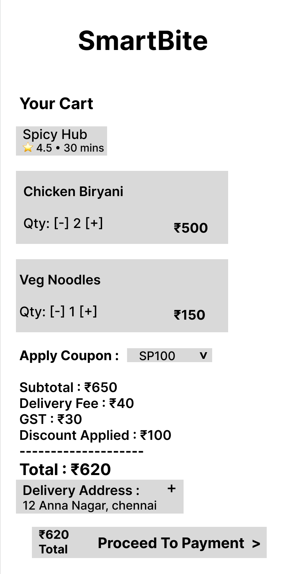 SmartBite
Your Cart
Spicy Hub
⭐ 4.5 • 30 mins
Chicken Biryani
Qty: [-] 2 [+]
₹500
Veg Noodles
Qty: [-] 1 [+]
₹150
Apply Coupon : SP100 v
Subtotal : ₹650
Delivery Fee : ₹40
GST : ₹30
Discount Applied : ₹100
--------------------
Total : ₹620
Delivery Address : +
12 Anna Nagar, chennai
₹620
Total
Proceed To Payment >